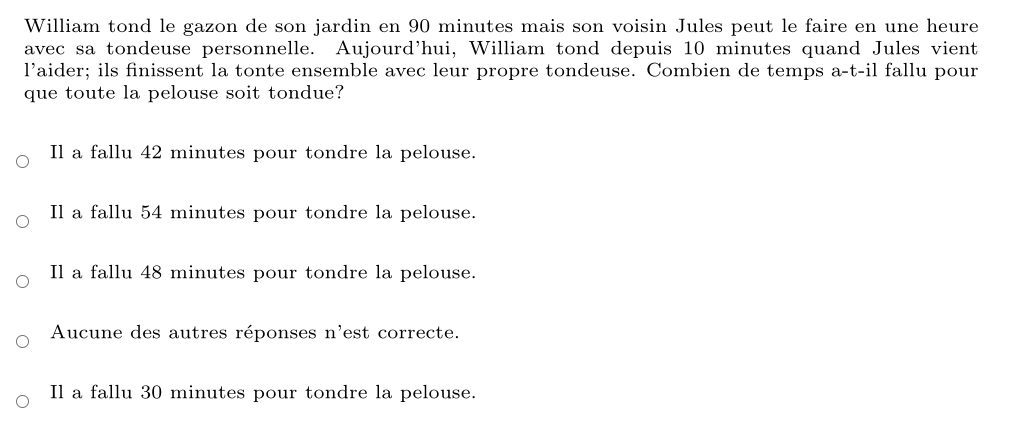 William tond le gazon de son jardin en 90 minutes mais son voisin Jules peut le faire en une heure
avec sa tondeuse personnelle. Aujourd'hui, William tond depuis 10 minutes quand Jules vient
l'aider; ils finissent la tonte ensemble avec leur propre tondeuse. Combien de temps a-t-il fallu pour
que toute la pelouse soit tondue?
Il a fallu 42 minutes pour tondre la pelouse.
Il a fallu 54 minutes pour tondre la pelouse.
Il a fallu 48 minutes pour tondre la pelouse.
Aucune des autres réponses n'est correcte.
Il a fallu 30 minutes pour tondre la pelouse.